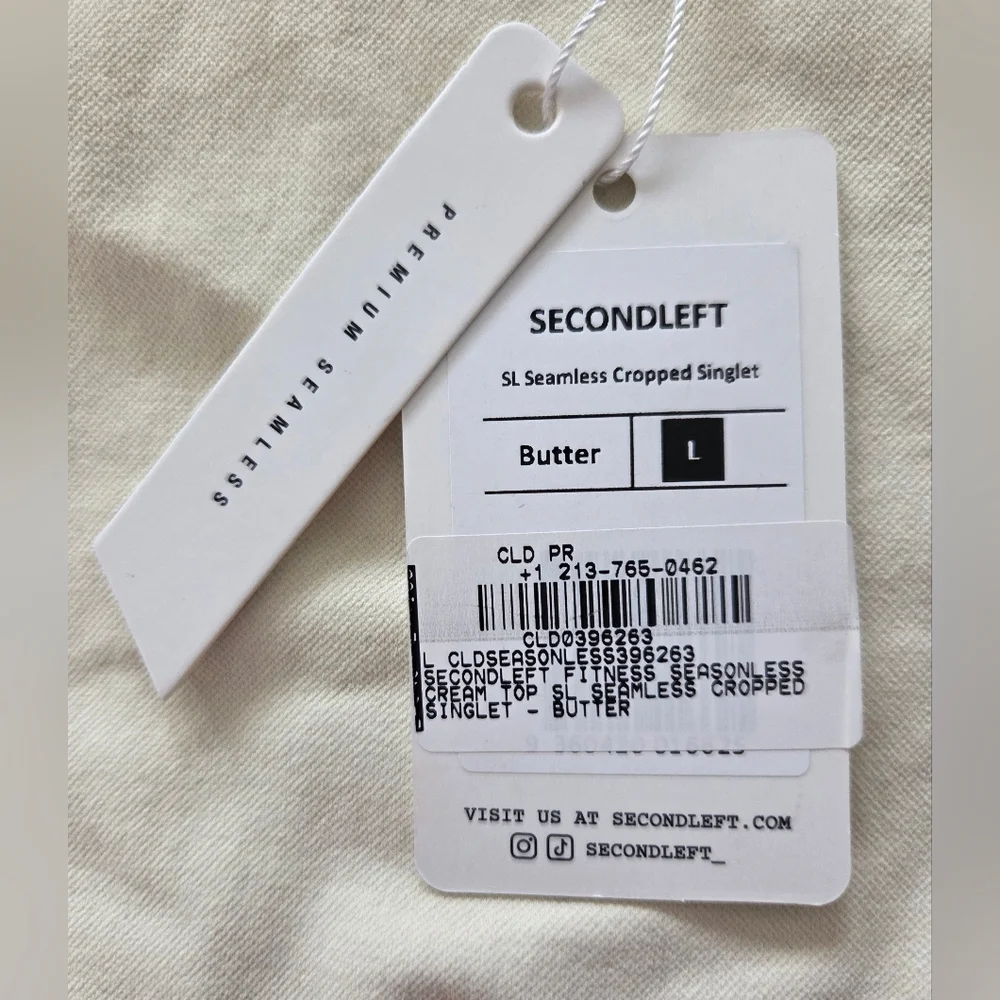 PREMIUM SEAMLESS
SECONDLEFT
SL Seamless Cropped Singlet
Butter L
CLD PR
+1 213-765-0462
CLD0396263
L CLDSEASONLESS396263
SECONDLEFT FITNESS SEASONLESS
CREAM TOP SL SEAMLESS CROPPED
SINGLET - BUTTER
VISIT US AT SECONDLEFT.COM
SECONDLEFT_